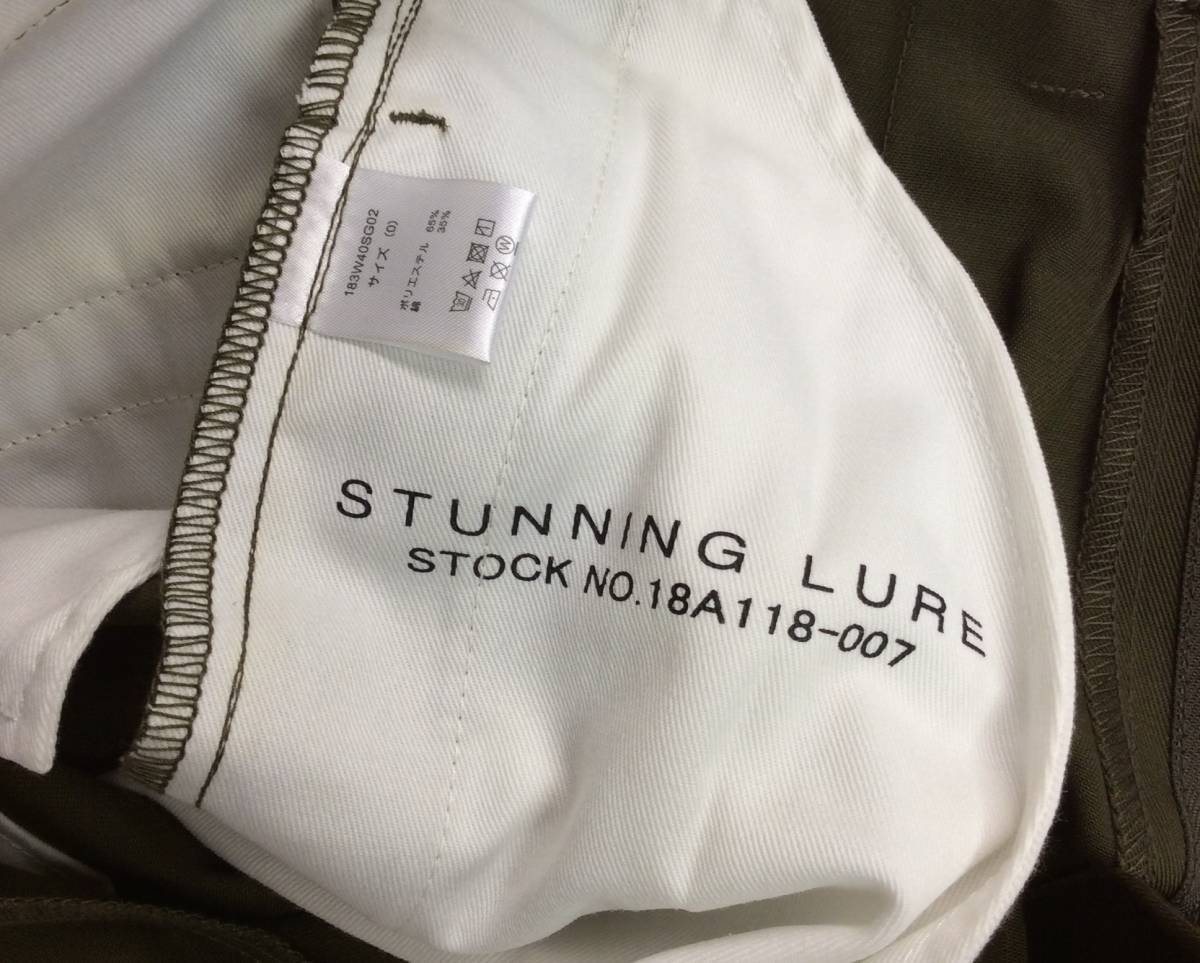 183W40SG02
サイズ (0)
ポリエステル 65%
綿 35%
W
STUNNING LURE
STOCK NO.18A118-007